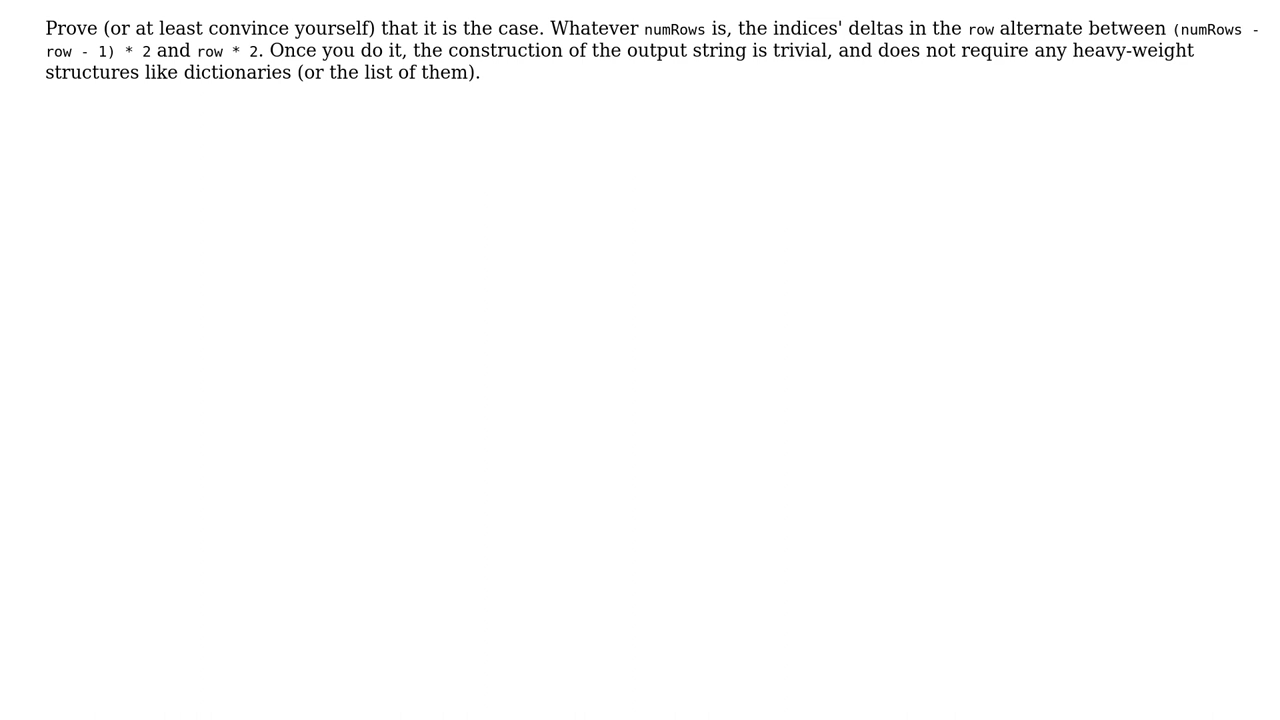 Prove (or at least convince yourself) that it is the case. Whatever numRows is, the indices' deltas in the row alternate between (numRows -
row - 1) * 2 and row * 2. Once you do it, the construction of the output string is trivial, and does not require any heavy-weight
structures like dictionaries (or the list of them).